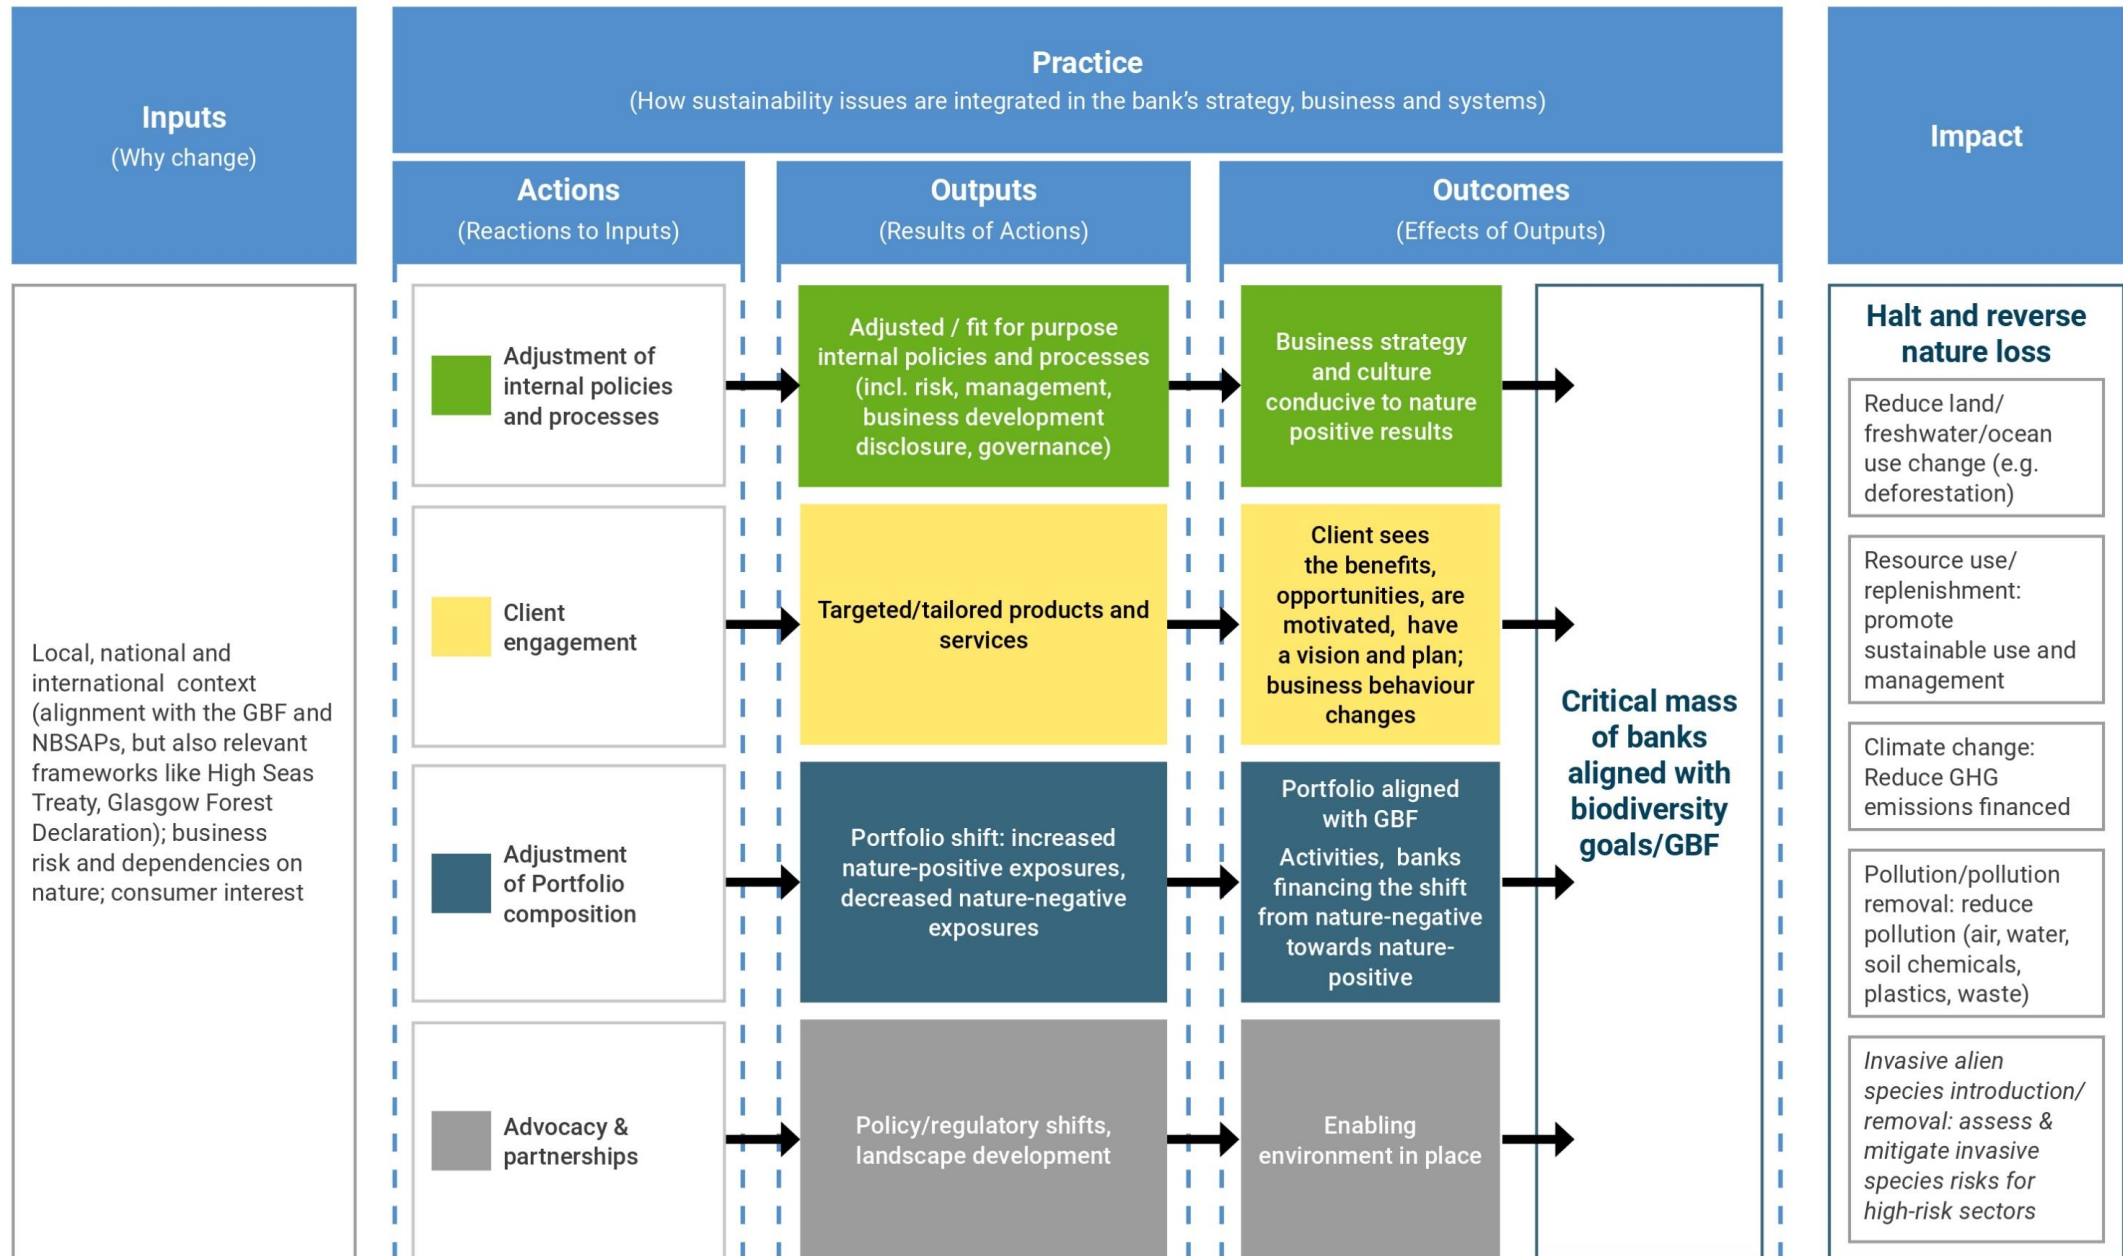 Inputs
(Why change)
Practice
(How sustainability issues are integrated in the bank's strategy, business and systems)
Impact
Actions
(Reactions to Inputs)
Outputs
(Results of Actions)
Outcomes
(Effects of Outputs)
Local, national and
international context
(alignment with the GBF and
NBSAPs, but also relevant
frameworks like High Seas
Treaty, Glasgow Forest
Declaration); business
risk and dependencies on
nature; consumer interest
Adjustment of
internal policies
and processes
Adjusted / fit for purpose
internal policies and processes
(incl. risk, management,
business development
disclosure, governance)
Business strategy
and culture
conducive to nature
positive results
Client
engagement
Targeted/tailored products and
services
Client sees
the benefits,
opportunities, are
motivated, have
a vision and plan;
business behaviour
changes
Adjustment
of Portfolio
composition
Portfolio shift: increased
nature-positive exposures,
decreased nature-negative
exposures
Portfolio aligned
with GBF
Activities, banks
financing the shift
from nature-negative
towards nature-
positive
Advocacy &
partnerships
Policy/regulatory shifts,
landscape development
Enabling
environment in place
Critical mass
of banks
aligned with
biodiversity
goals/GBF
Halt and reverse
nature loss
Reduce land/
freshwater/ocean
use change (e.g.
deforestation)
Resource use/
replenishment:
promote
sustainable use and
management
Climate change:
Reduce GHG
emissions financed
Pollution/pollution
removal: reduce
pollution (air, water,
soil chemicals,
plastics, waste)
Invasive alien
species introduction/
removal: assess &
mitigate invasive
species risks for
high-risk sectors